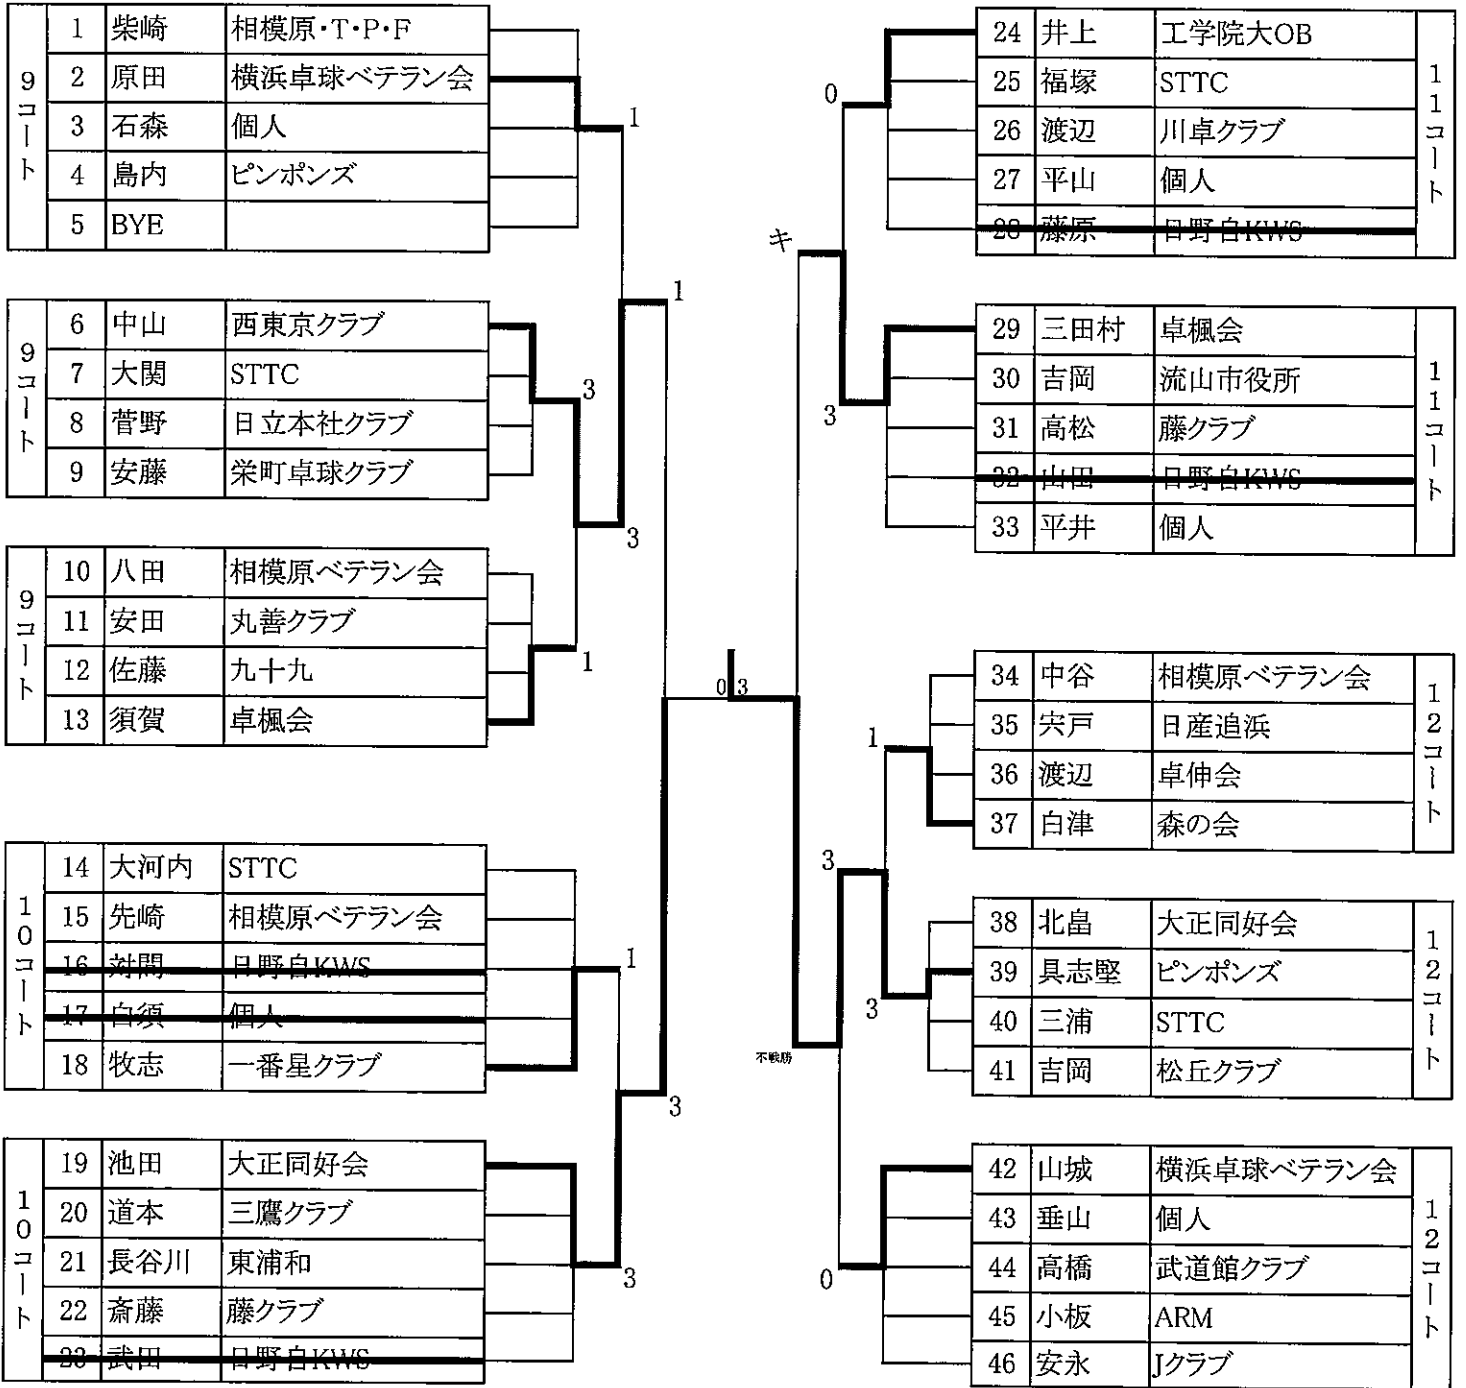 9コート
1 柴崎 相模原・T・P・F
2 原田 横浜卓球ベテラン会
3 石森 個人
4 島内 ピンポンズ
5 BYE
1
9コート
6 中山 西東京クラブ
7 大関 STTC
8 菅野 日立本社クラブ
9 安藤 栄町卓球クラブ
3
1
3
9コート
10 八田 相模原ベテラン会
11 安田 丸善クラブ
12 佐藤 九十九
13 須賀 卓楓会
1
10コート
14 大河内 STTC
15 先崎 相模原ベテラン会
16 対間 日野自KWS
17 白須 個人
18 牧志 一番星クラブ
1
3
10コート
19 池田 大正同好会
20 道本 三鷹クラブ
21 長谷川 東浦和
22 斎藤 藤クラブ
23 武田 日野自KWS
3
0 3
11コート
24 井上 工学院大OB
25 福塚 STTC
26 渡辺 川卓クラブ
27 平山 個人
28 藤原 日野自KWS
0
キ
11コート
29 三田村 卓楓会
30 吉岡 流山市役所
31 高松 藤クラブ
32 山田 日野自KWS
33 平井 個人
3
12コート
34 中谷 相模原ベテラン会
35 宍戸 日産追浜
36 渡辺 卓伸会
37 白津 森の会
1
3
12コート
38 北畠 大正同好会
39 具志堅 ピンポンズ
40 三浦 STTC
41 吉岡 松丘クラブ
3
不戦勝
12コート
42 山城 横浜卓球ベテラン会
43 垂山 個人
44 高橋 武道館クラブ
45 小板 ARM
46 安永 Jクラブ
0